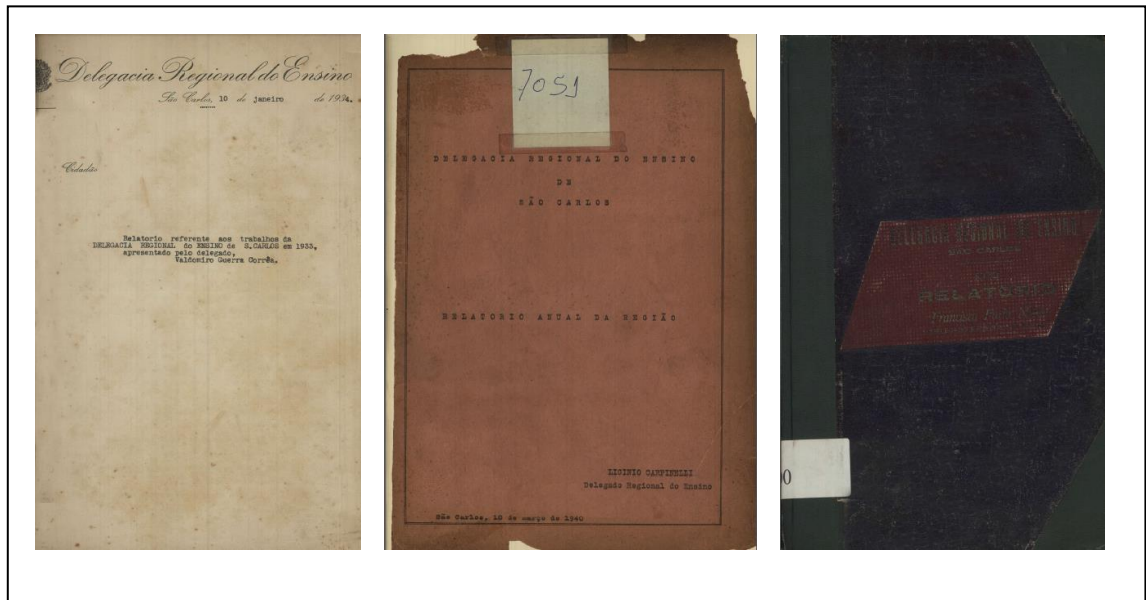 Delegacia Regional do Ensino
São Carlos, 10 de janeiro de 1934.
Cidadão
Relatorio referente aos trabalhos da
DELEGACIA REGIONAL do ENSINO de S.CARLOS em 1933,
apresentado pelo delegado,
Valdomiro Guerra Corrêa.
7051
DELEGACIA REGIONAL DO ENSINO
DE
SÃO CARLOS
RELATORIO ANUAL DA REGIÃO
LICINIO CARPINELLI
Delegado Regional do Ensino
São Carlos, 10 de março de 1940
DELEGACIA REGIONAL DO ENSINO
SÃO CARLOS
RELATORIO
00